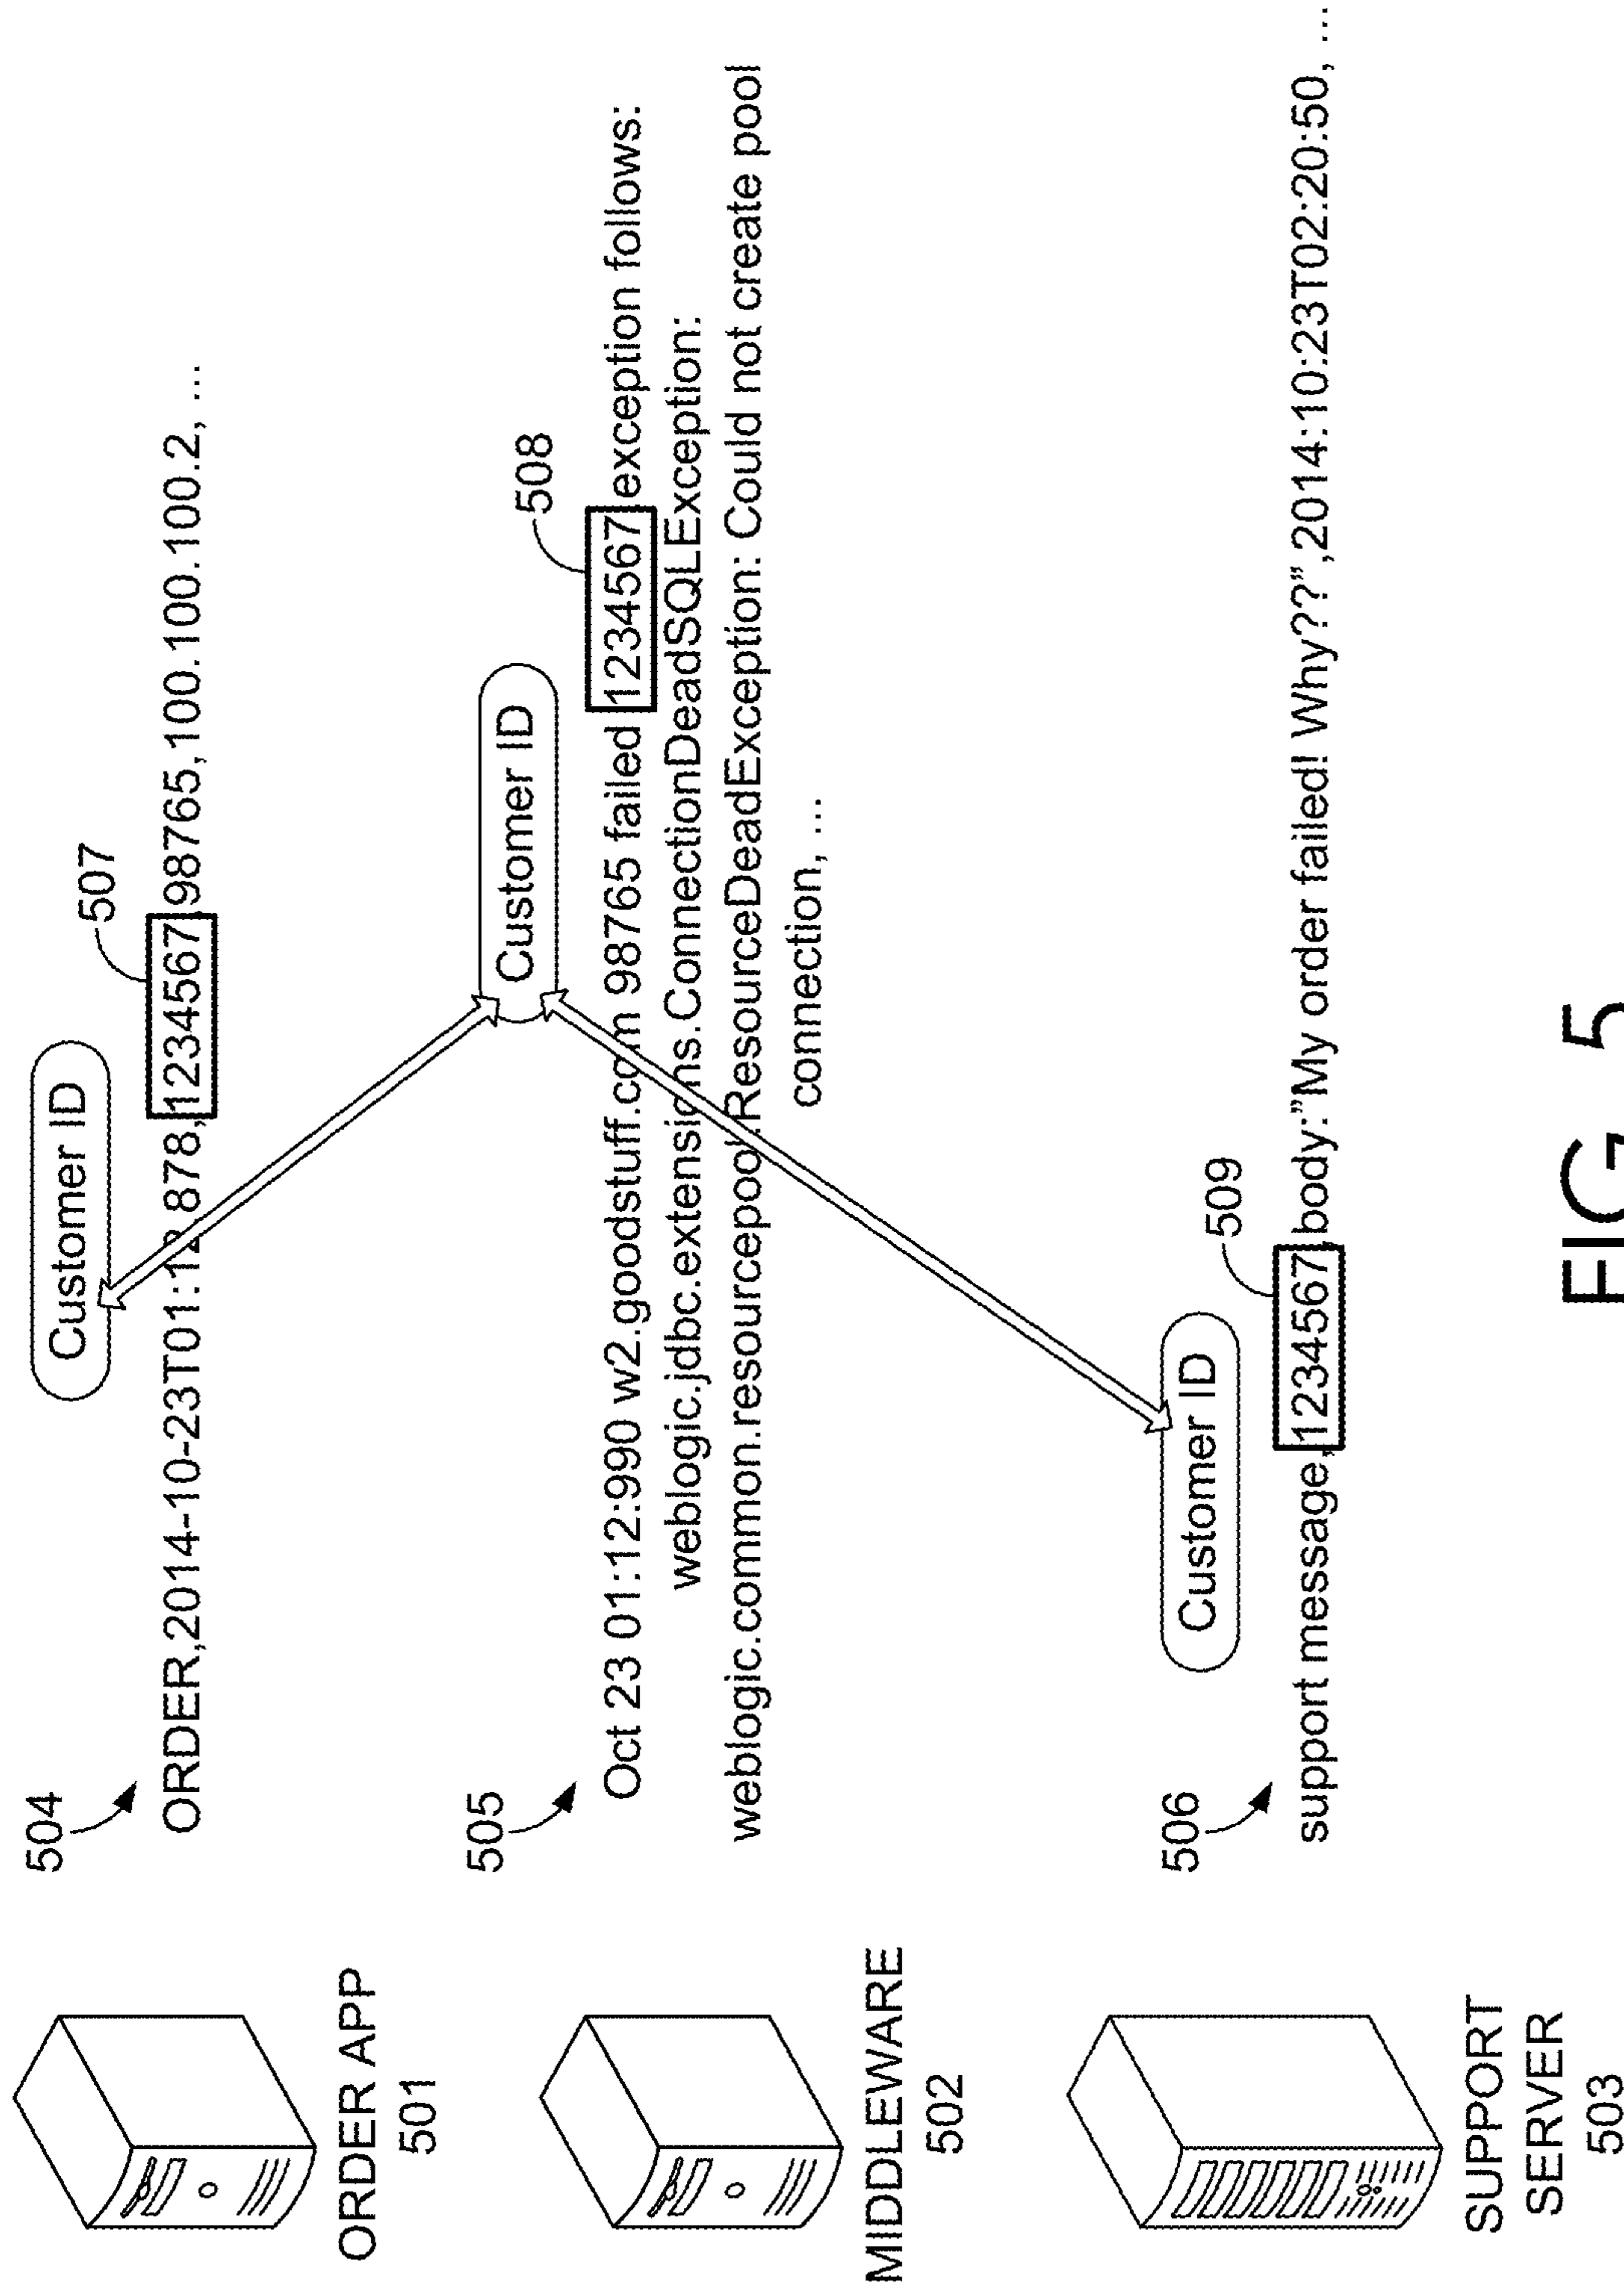 504
Customer ID
507
ORDER,2014-10-23T01:12.878,1234567,98765,100.100.100.2, ...
ORDER APP
501
505
Customer ID
508
Oct 23 01:12:990 w2.goodstuff.com 98765 failed 1234567 exception follows:
weblogic.jdbc.extensions.ConnectionDeadSQLException:
weblogic.common.resourcepool.ResourceDeadException: Could not create pool
connection, ...
MIDDLEWARE
502
506
Customer ID
509
support message,1234567,body:"My order failed! Why??",2014:10:23T02:20:50, ...
SUPPORT
SERVER
503
FIG. 5